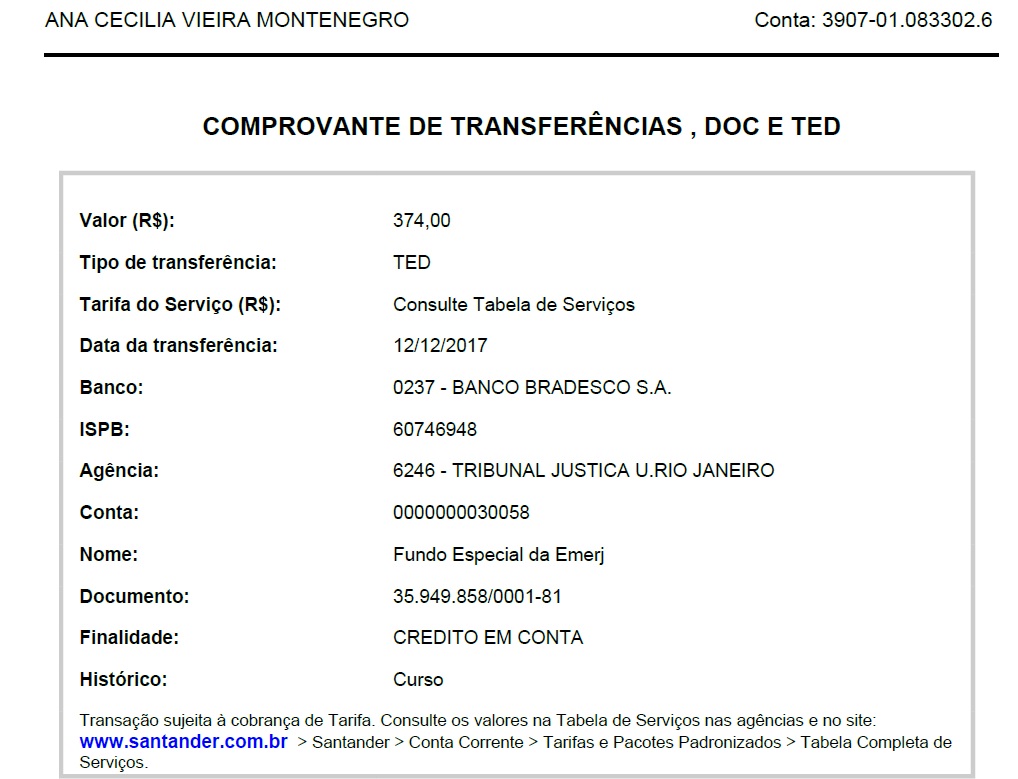 ANA CECILIA VIEIRA MONTENEGRO Conta: 3907-01.083302.6
COMPROVANTE DE TRANSFERÊNCIAS , DOC E TED
Valor (R$): 374,00
Tipo de transferência: TED
Tarifa do Serviço (R$): Consulte Tabela de Serviços
Data da transferência: 12/12/2017
Banco: 0237 - BANCO BRADESCO S.A.
ISPB: 60746948
Agência: 6246 - TRIBUNAL JUSTICA U.RIO JANEIRO
Conta: 0000000030058
Nome: Fundo Especial da Emerj
Documento: 35.949.858/0001-81
Finalidade: CREDITO EM CONTA
Histórico: Curso
Transação sujeita à cobrança de Tarifa. Consulte os valores na Tabela de Serviços nas agências e no site:
www.santander.com.br > Santander > Conta Corrente > Tarifas e Pacotes Padronizados > Tabela Completa de
Serviços.